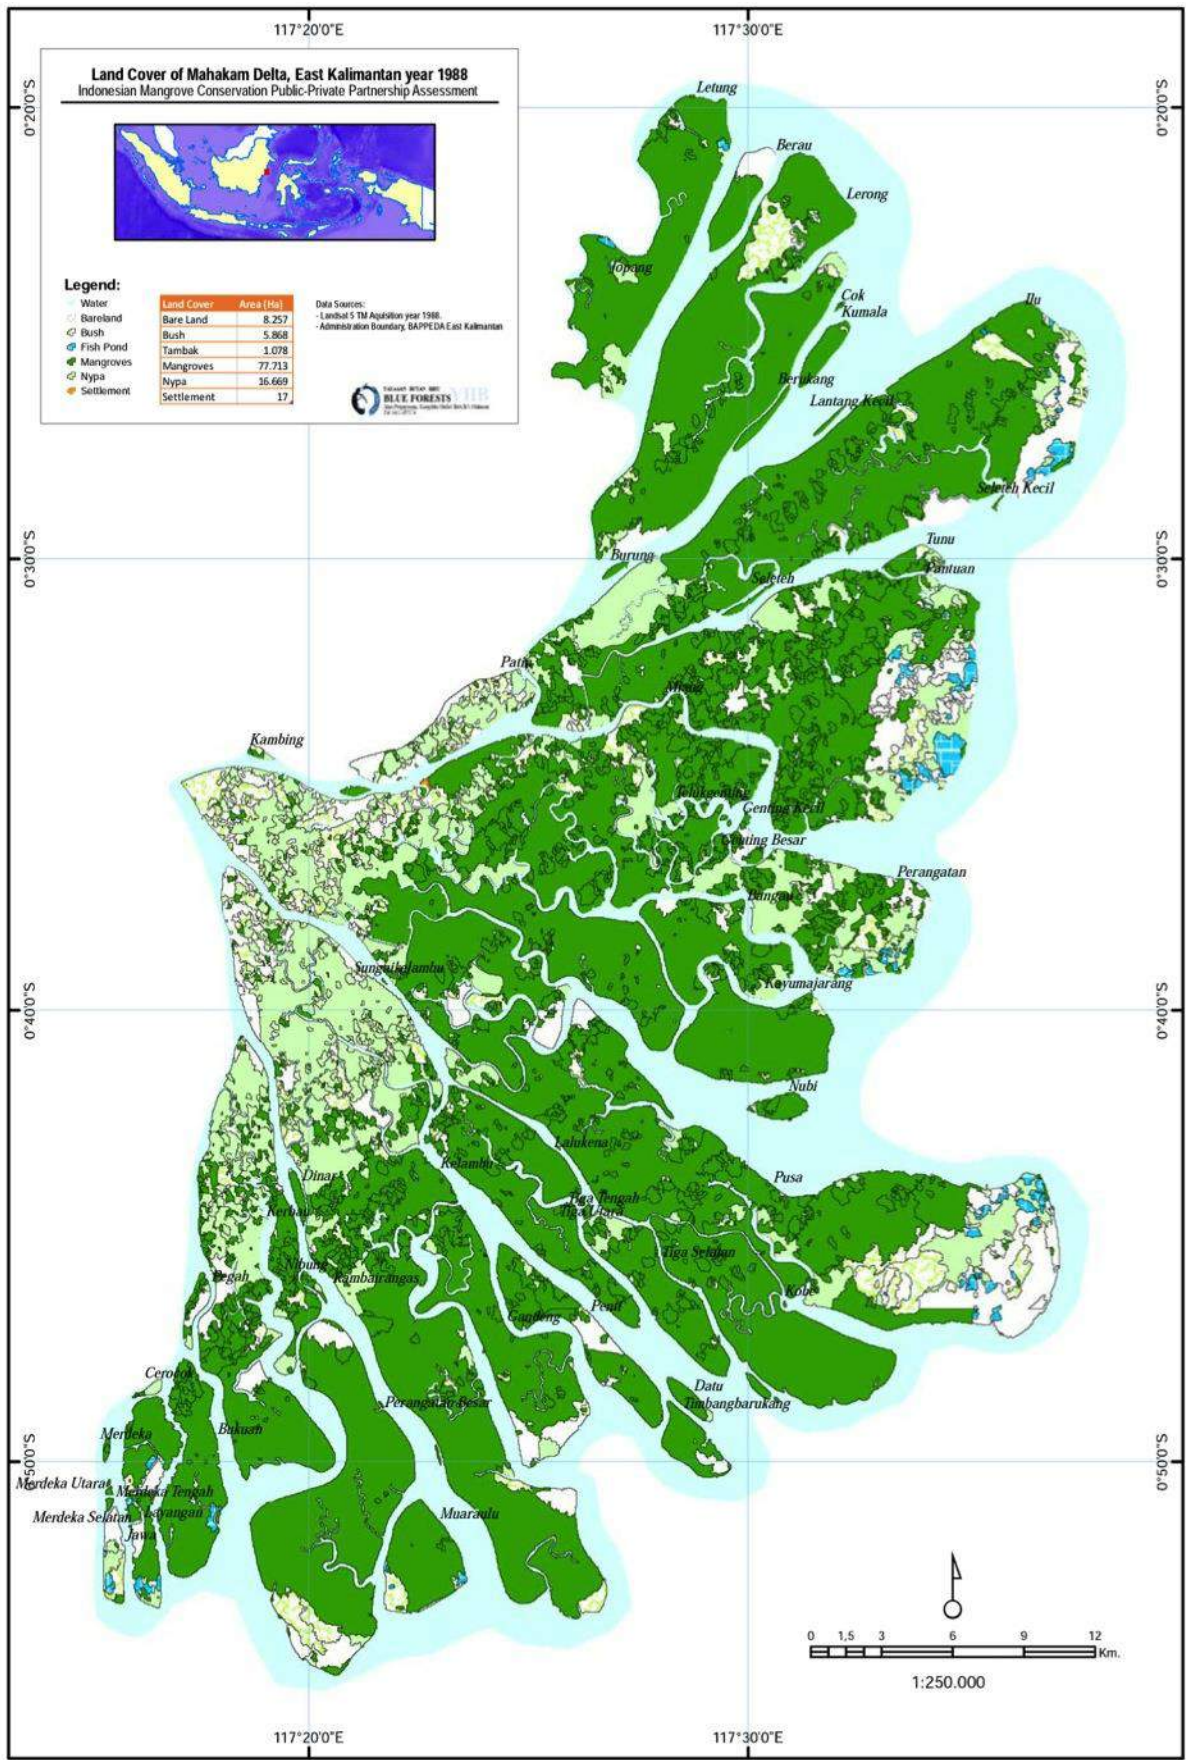 117°20'0"E
117°30'0"E
Land Cover of Mahakam Delta, East Kalimantan year 1988
Indonesian Mangrove Conservation Public-Private Partnership Assessment
0°20'0"S
0°20'0"S
Legend:
Water
Bareland
Bush
Fish Pond
Mangroves
Nypa
Settlement
Land Cover Area (Ha)
Bare Land 8.257
Bush 5.868
Tambak 1.078
Mangroves 77.713
Nypa 16.669
Settlement 17
Data Sources:
- Landsat 5 TM Aquisition year 1988.
- Administration Boundary, BAPPEDA East Kalimantan
BLUE FORESTS
Letung
Berau
Lerong
Jopang
Cok
Kumala
Ilu
Berukang
Lantang Kecil
Seleteh Kecil
Tunu
Burung
0°30'0"S
0°30'0"S
Pantuan
Seleteh
Patin
Kambing
Telukgenting
Genting Kecil
Genting Besar
Perangatan
Bangau
Kayumajarang
0°40'0"S
0°40'0"S
Nubi
Lalukena
Kelambu
Pusa
Dinar
Tiga Tengah
Tiga Utara
Kerbau
Tiga Selatan
Nibung
Pegah
Kambairangas
Kobe
Penir
Gandeng
Cerocok
Datu
Timbangbarukang
Perangatan Besar
Bukuan
Merdeka
0°50'0"S
0°50'0"S
Merdeka Utara
Merdeka Tengah
Merdeka Selatan
Layangan
Jawa
Muaraulu
0 1,5 3 6 9 12
Km.
1:250.000
117°20'0"E
117°30'0"E